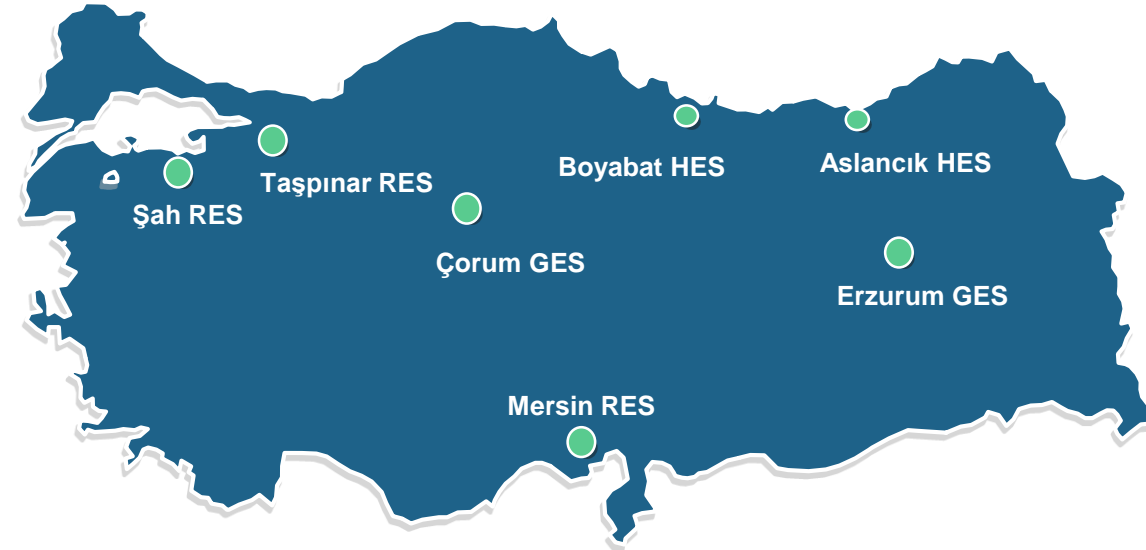 Boyabat HES
Aslancık HES
Taşpınar RES
Şah RES
Çorum GES
Erzurum GES
Mersin RES